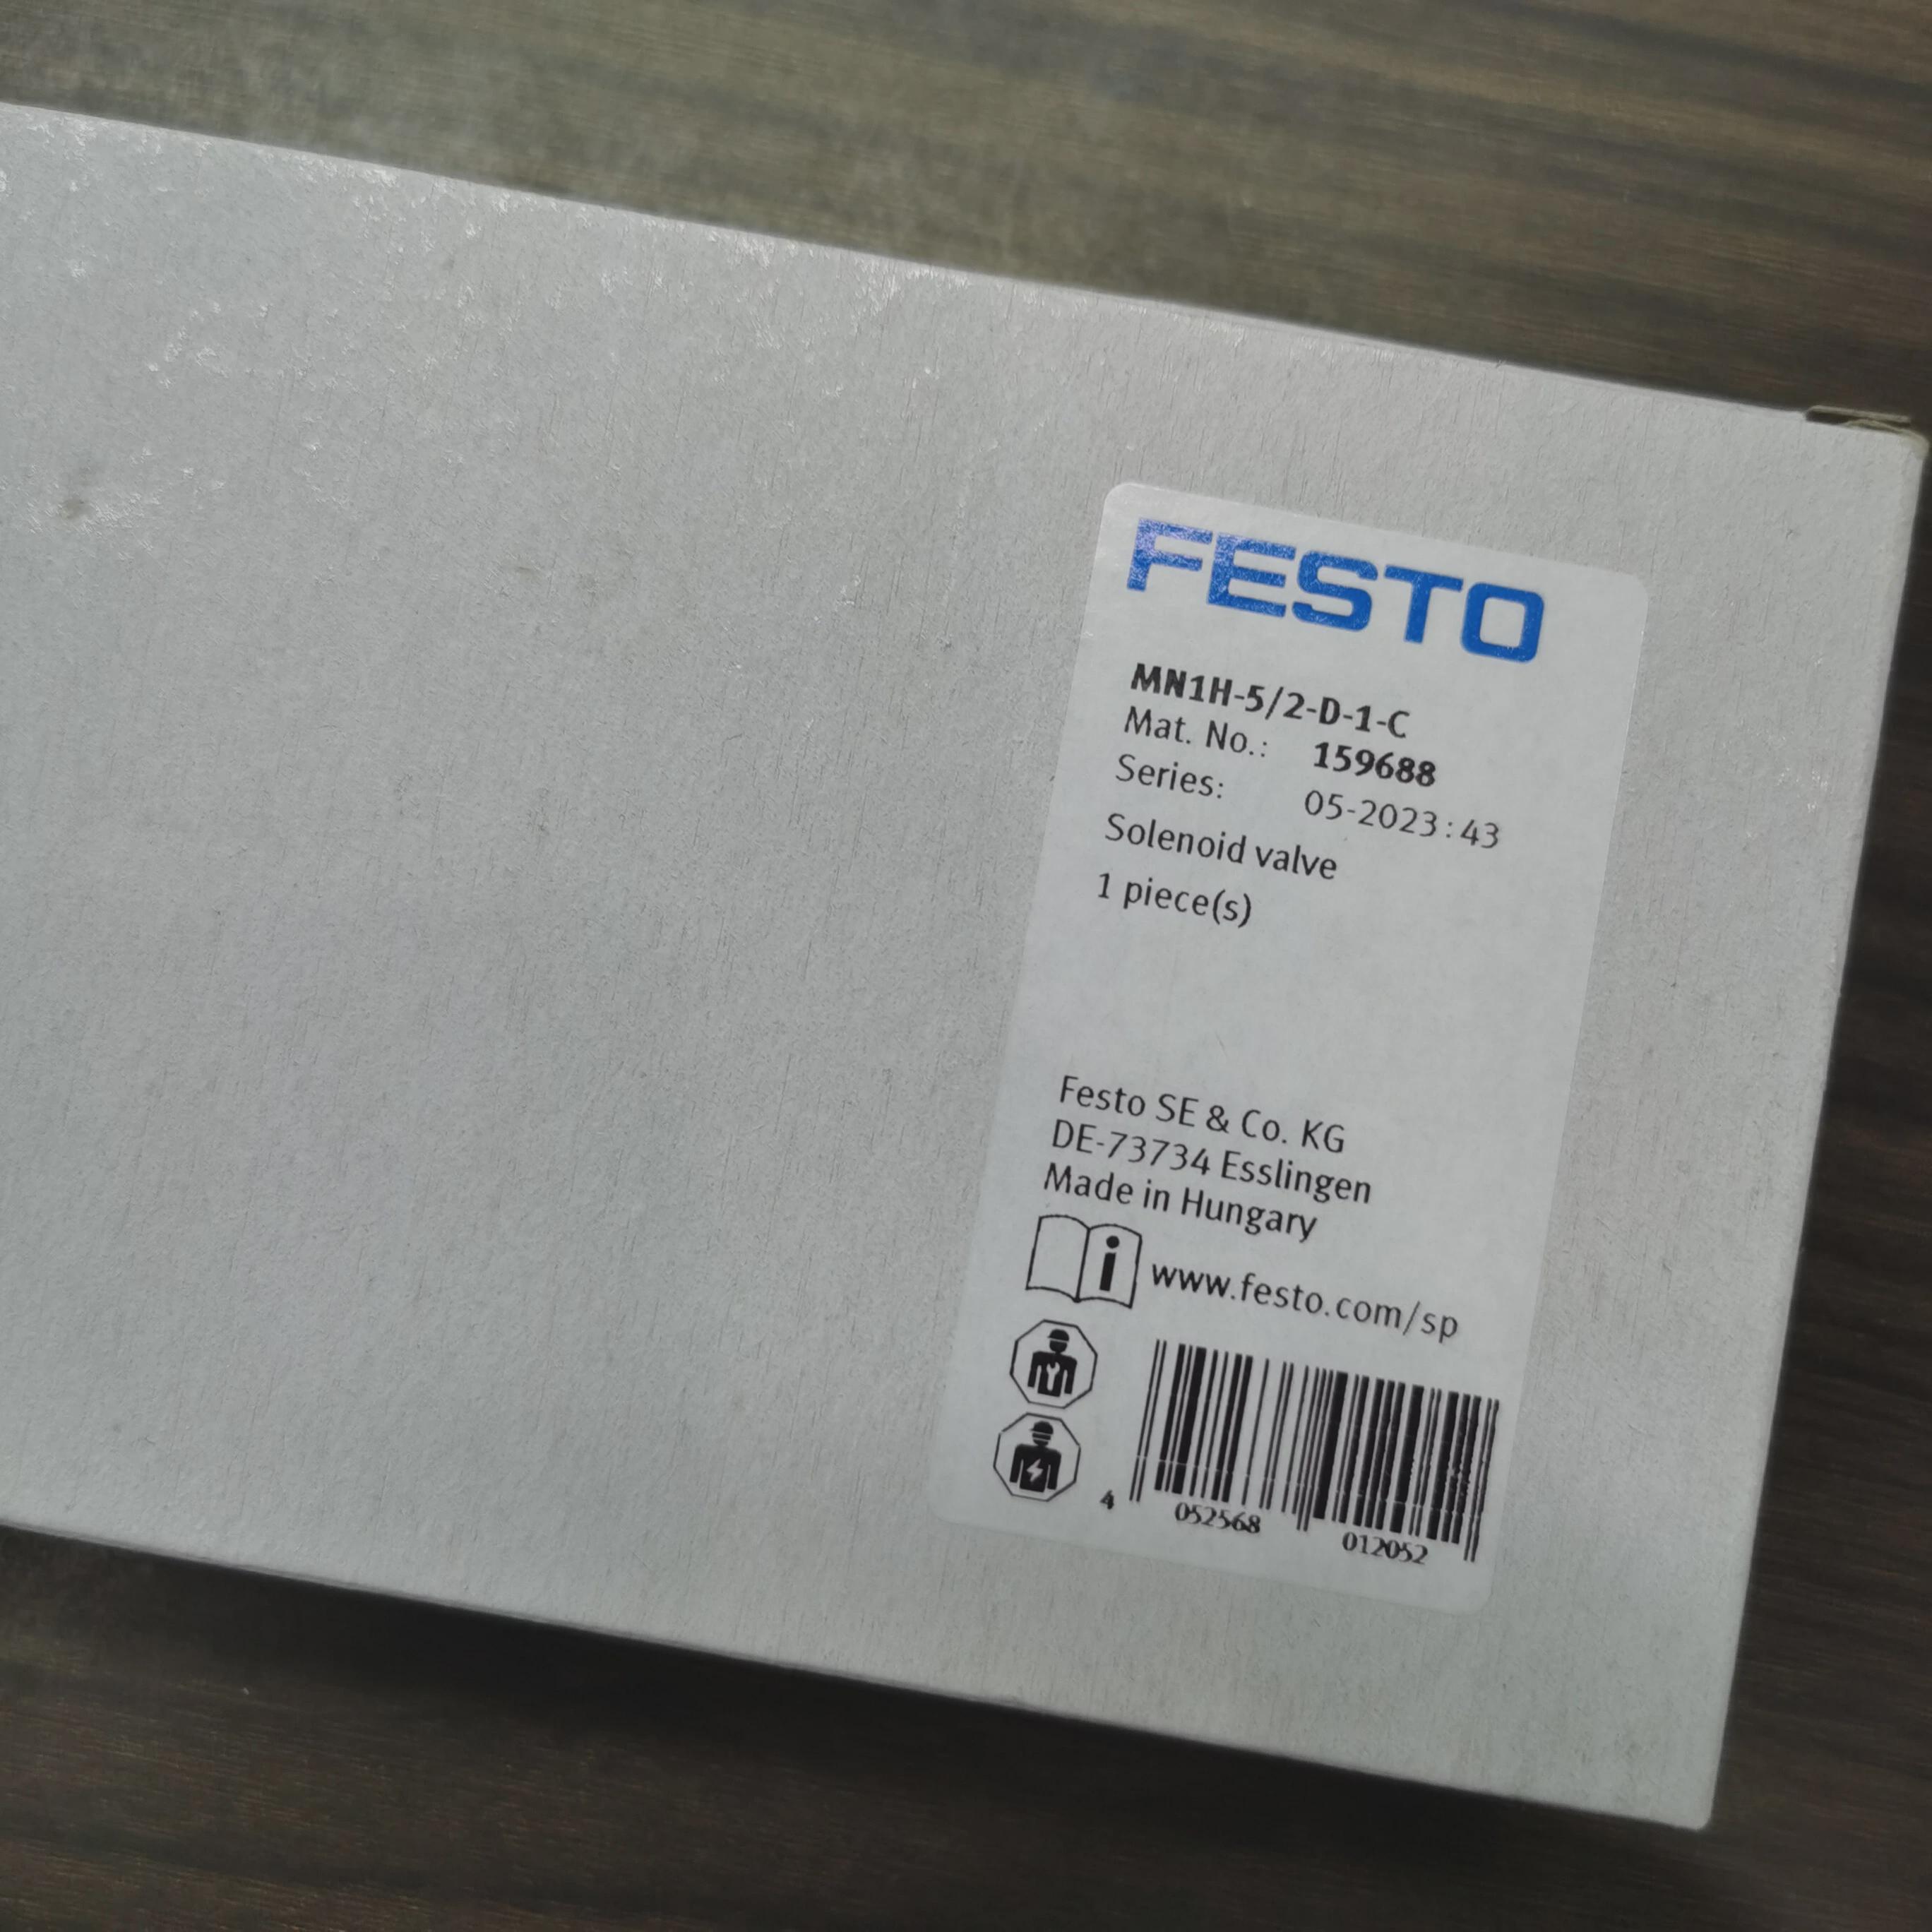 FESTO
MN1H-5/2-D-1-C
Mat. No.: 159688
Series: 05-2023:43
Solenoid valve
1 piece(s)
Festo SE & Co. KG
DE-73734 Esslingen
Made in Hungary
i www.festo.com/sp
4 052568 012052